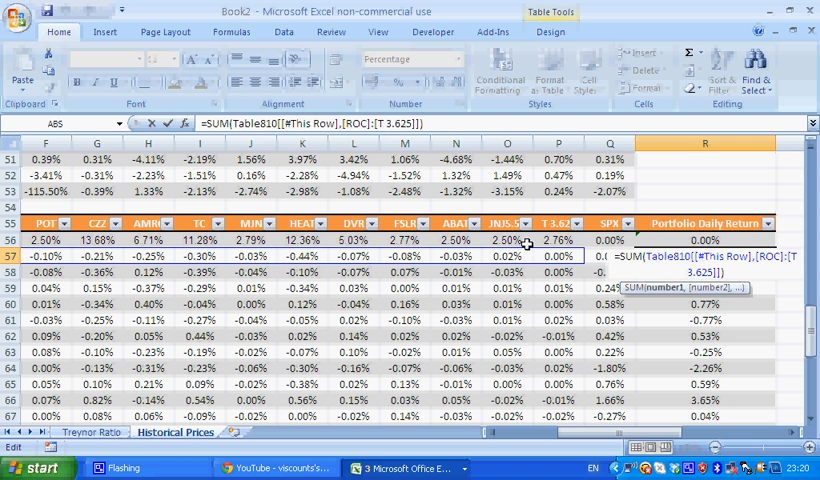 Book2 - Microsoft Excel non-commercial use
Table Tools
Home Insert Page Layout Formulas Data Review View Developer Add-Ins Design
Paste
11
Percentage
Conditional Formatting
Format as Table
Cell Styles
Insert
Delete
Format
Sort & Filter
Find & Select
Clipboard Font Alignment Number Styles Cells Editing
ABS =SUM(Table810[[#This Row],[ROC]:[T 3.625]])
F G H I J K L M N O P Q R
51 0.39% 0.31% -4.11% -2.19% 1.56% 3.97% 3.42% 1.06% -4.68% -1.44% 0.70% 0.31%
52 -3.41% -0.31% -2.23% -1.51% 0.16% -2.28% -4.94% -1.52% 1.32% 1.49% 0.47% 0.19%
53 -115.50% -0.39% 1.33% -2.13% -2.74% -2.98% -1.08% -2.48% -1.32% -3.15% 0.24% -2.07%
54
55 POT CZZ AMR TC MJN HEAT DVR FSLR ABAT JNJ5.5 T 3.62 SPX Portfolio Daily Return
56 2.50% 13.68% 6.71% 11.28% 2.79% 12.36% 5.03% 2.77% 2.50% 2.50% 2.76% 0.00% 0.00%
57 -0.10% -0.21% -0.25% -0.30% -0.03% -0.44% -0.07% -0.08% -0.03% 0.02% 0.00% 0.0 =SUM(Table810[[#This Row],[ROC]:[T
58 -0.08% -0.36% 0.12% -0.39% -0.04% -0.10% -0.07% 0.07% -0.01% -0.03% 0.00% -0. 3.625]])
59 0.04% 0.15% -0.37% -0.29% 0.01% -0.34% 0.03% 0.00% 0.00% 0.00% 0.00% 0.24% SUM(number1, [number2], ...)
60 0.01% -0.34% 0.40% -0.04% 0.00% -0.12% 0.04% 0.16% 0.03% 0.01% 0.00% 0.58% 0.77%
61 -0.03% -0.25% -0.11% -0.27% -0.04% -0.05% 0.02% -0.10% -0.03% 0.02% 0.01% 0.03% -0.77%
62 0.09% -0.20% 0.05% 0.44% -0.03% 0.02% 0.14% 0.02% 0.00% -0.02% -0.01% 0.42% 0.53%
63 0.08% -0.10% -0.23% -0.19% -0.02% 0.06% 0.07% 0.01% 0.05% 0.00% 0.00% 0.22% -0.25%
64 0.00% -0.13% -0.31% -0.23% -0.04% -0.30% -0.16% -0.07% -0.06% -0.03% 0.00% -1.80% -2.26%
65 0.05% 0.10% 0.21% 0.09% -0.02% -0.38% 0.02% 0.13% -0.01% 0.00% 0.00% 0.76% 0.59%
66 0.07% 0.82% -0.14% 0.54% 0.00% 0.56% 0.15% 0.07% 0.05% -0.02% -0.01% 1.66% 3.65%
67 0.00% 0.08% 0.06% -0.09% -0.02% 0.02% -0.02% 0.14% -0.03% -0.02% -0.02% -0.27% 0.04%
Treynor Ratio Historical Prices
Edit 100%
start Flashing YouTube - viscounts's... 3 Microsoft Office E... EN 23:20